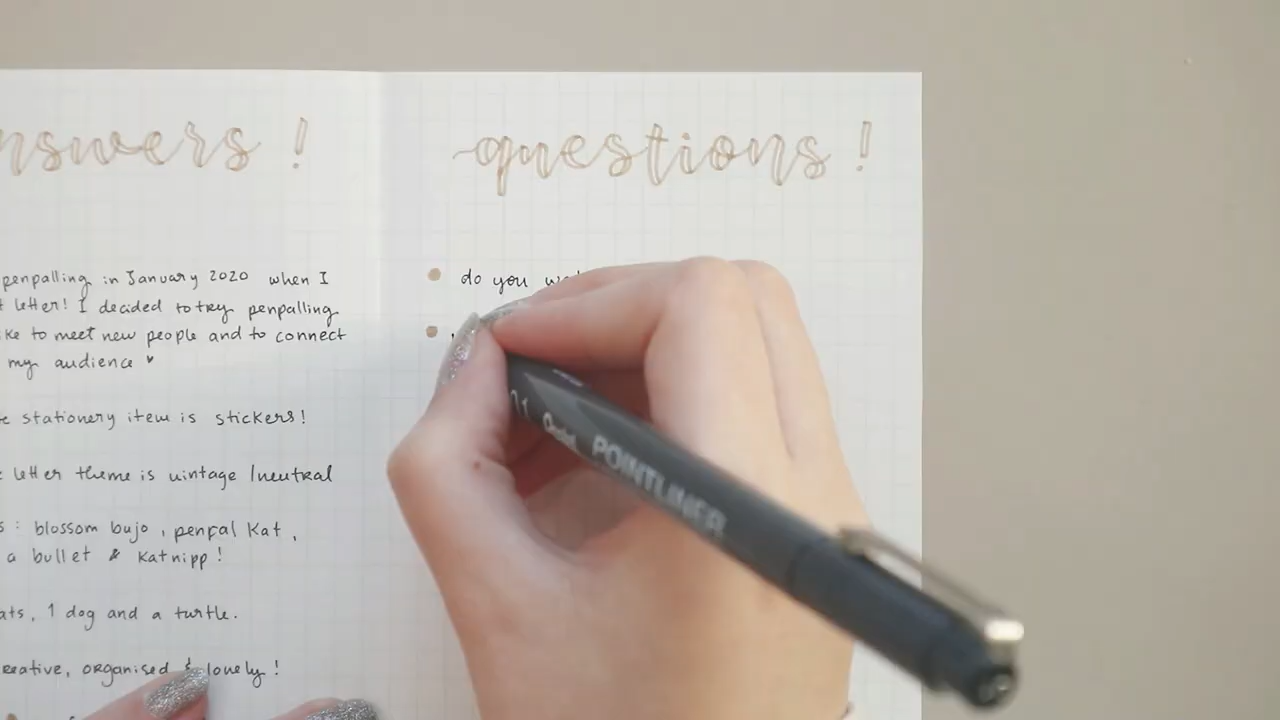 nswers !
penpalling in January 2020 when I
letter! I decided to try penpalling
ike to meet new people and to connect
my audience
stationery item is stickers!
letter theme is vintage /neutral
s : blossom bujo , penpal Kat ,
a bullet & Katnipp !
ats, 1 dog and a turtle.
reative, organised & lovely !
questions !
do you
Pentel POINTLINER